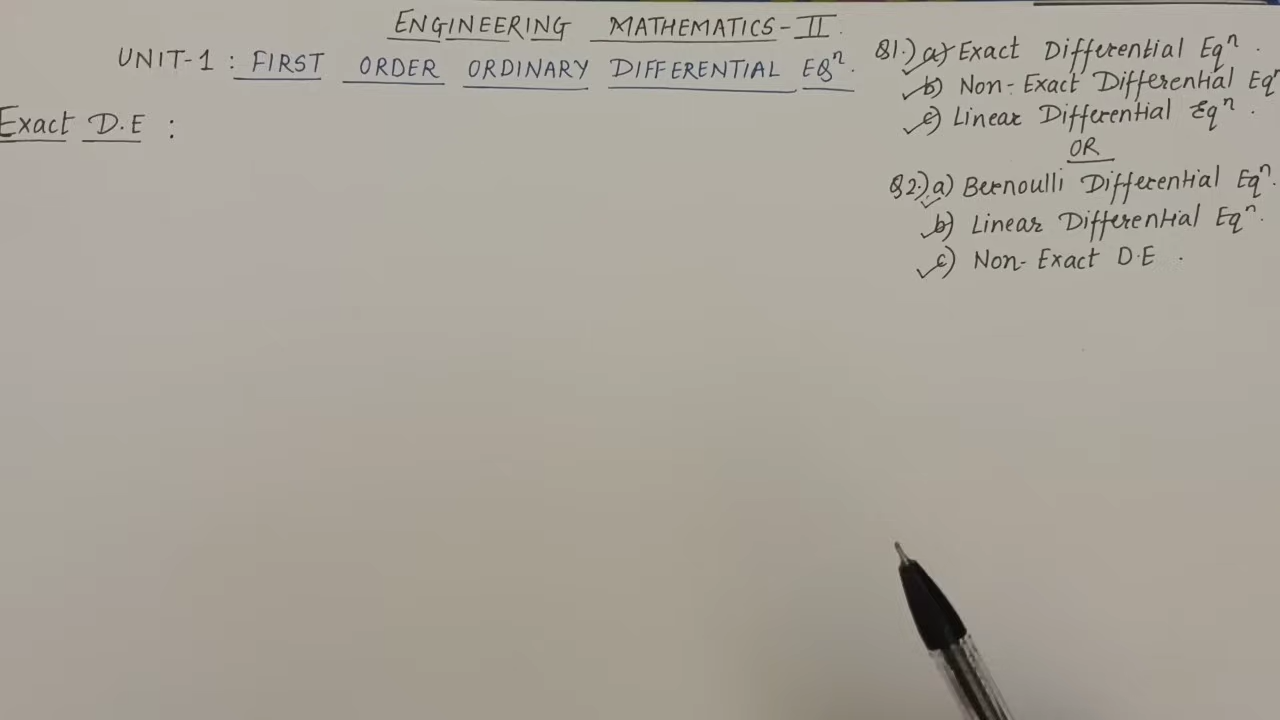 ENGINEERING MATHEMATICS-II.
UNIT-1 : FIRST ORDER ORDINARY DIFFERENTIAL EQⁿ.
Exact D.E :
Q1.) a) Exact Differential Eqⁿ.
b) Non-Exact Differential Eqⁿ
c) Linear Differential Eqⁿ.
OR
Q2.) a) Bernoulli Differential Eqⁿ.
b) Linear Differential Eqⁿ.
c) Non-Exact D.E.